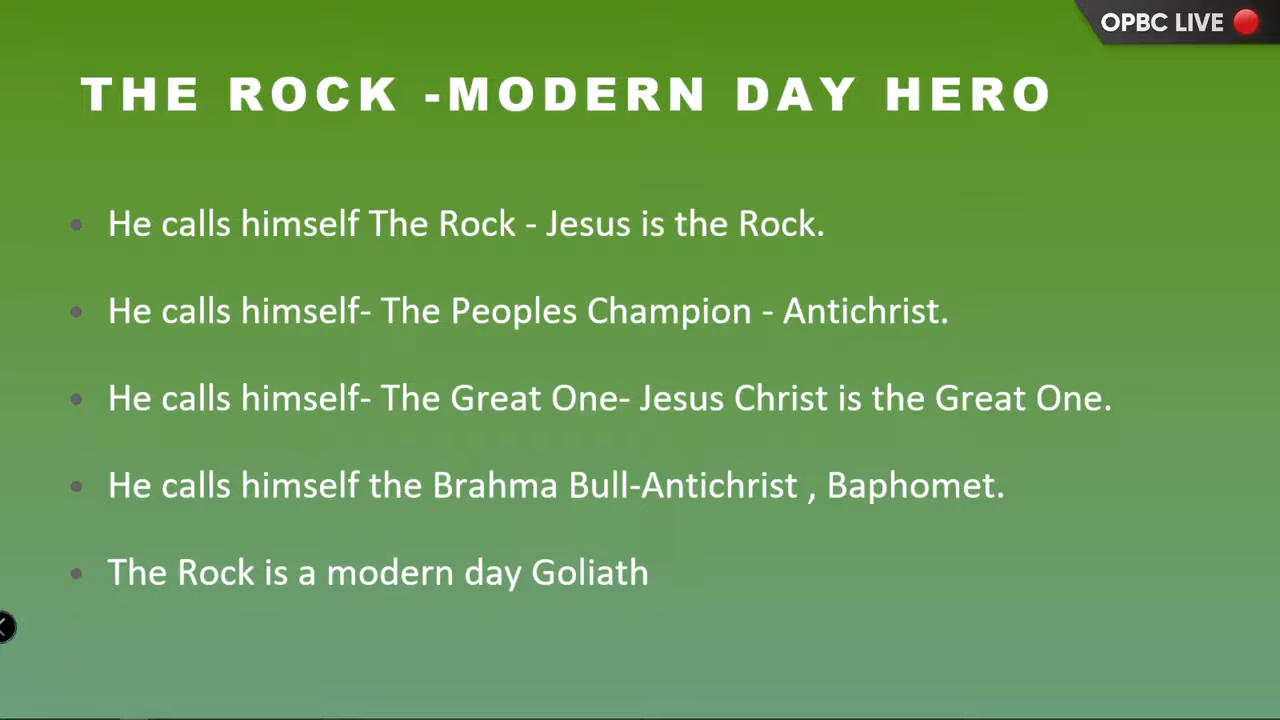 OPBC LIVE
THE ROCK -MODERN DAY HERO
He calls himself The Rock - Jesus is the Rock.
He calls himself- The Peoples Champion - Antichrist.
He calls himself- The Great One- Jesus Christ is the Great One.
He calls himself the Brahma Bull-Antichrist , Baphomet.
The Rock is a modern day Goliath